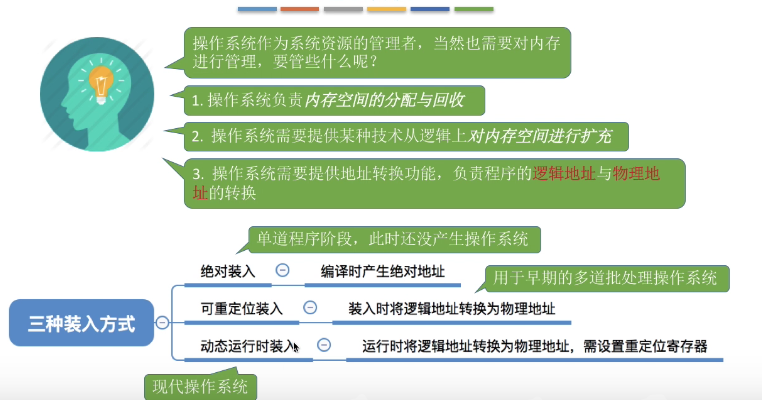 操作系统作为系统资源的管理者，当然也需要对内存
进行管理，要管些什么呢？
1. 操作系统负责内存空间的分配与回收
2. 操作系统需要提供某种技术从逻辑上对内存空间进行扩充
3. 操作系统需要提供地址转换功能，负责程序的逻辑地址与物理地
址的转换
单道程序阶段，此时还没产生操作系统
绝对装入
编译时产生绝对地址
用于早期的多道批处理操作系统
三种装入方式
可重定位装入
装入时将逻辑地址转换为物理地址
动态运行时装入
运行时将逻辑地址转换为物理地址，需设置重定位寄存器
现代操作系统